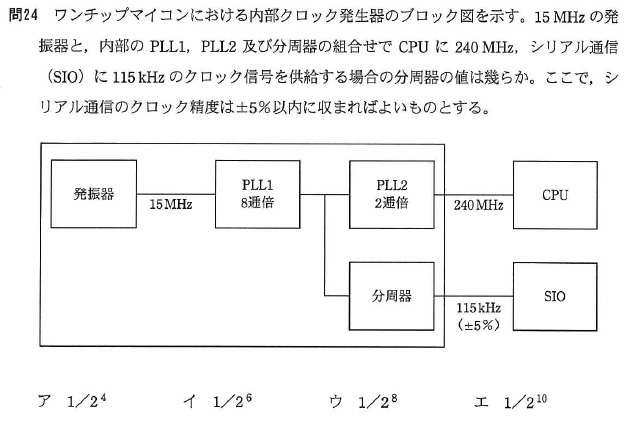 問24 ワンチップマイコンにおける内部クロック発生器のブロック図を示す。15 MHz の発
振器と，内部の PLL1，PLL2 及び分周器の組合せで CPU に 240 MHz，シリアル通信
（SIO）に 115 kHz のクロック信号を供給する場合の分周器の値は幾らか。ここで，シ
リアル通信のクロック精度は±5％以内に収まればよいものとする。
発振器
15 MHz
PLL1
8逓倍
PLL2
2逓倍
240 MHz
CPU
分周器
115 kHz
（±5％）
SIO
ア 1／2⁴ イ 1／2⁶ ウ 1／2⁸ エ 1／2¹⁰